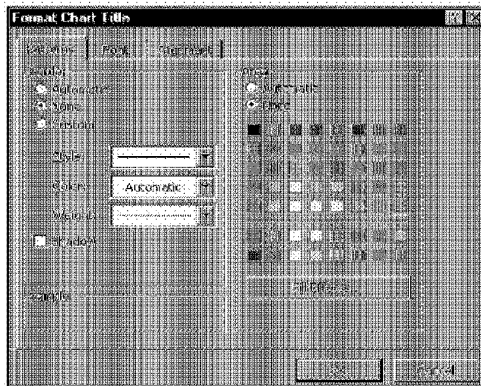 Format Chart Title
Patterns Font Alignment
Border
Automatic
None
Custom
Style:
Color: Automatic
Weight:
Shadow
Sample
Area
Automatic
None
Fill Effects...
OK Cancel